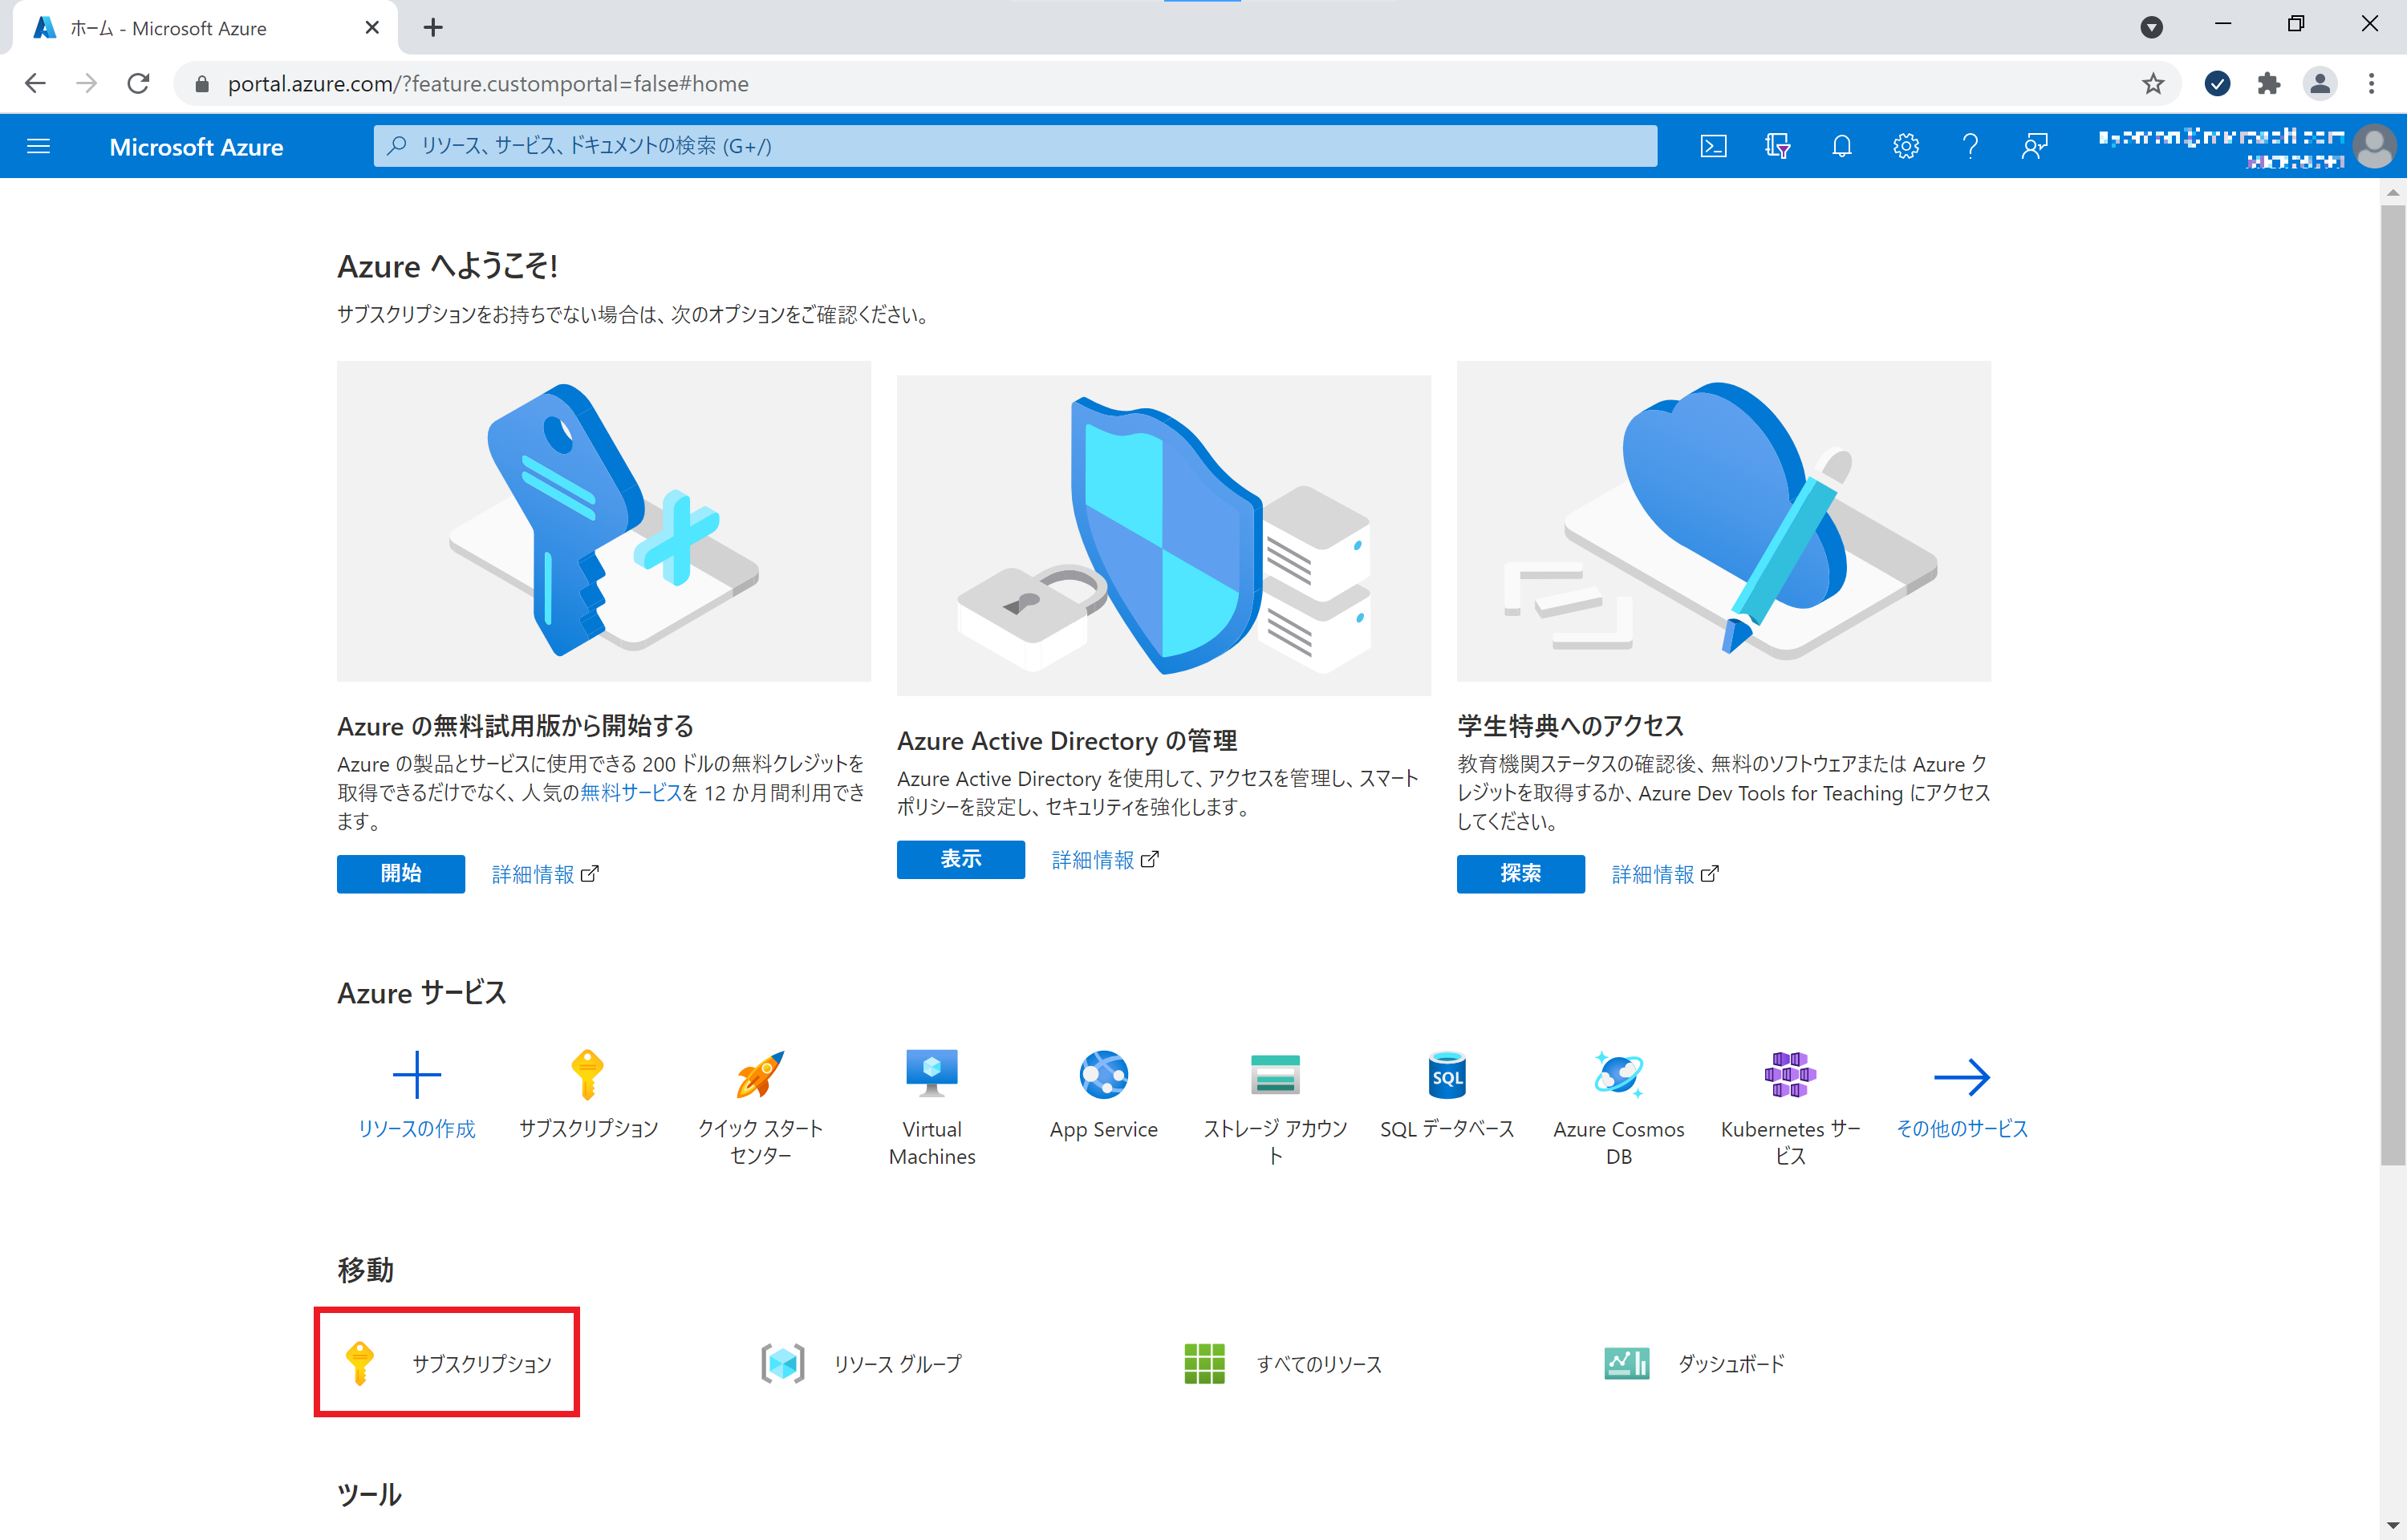 ホーム - Microsoft Azure
portal.azure.com/?feature.customportal=false#home
Microsoft Azure
リソース、サービス、ドキュメントの検索 (G+/)
Azure へようこそ!
サブスクリプションをお持ちでない場合は、次のオプションをご確認ください。
Azure の無料試用版から開始する
Azure の製品とサービスに使用できる 200 ドルの無料クレジットを
取得できるだけでなく、人気の無料サービスを 12 か月間利用でき
ます。
開始 詳細情報
Azure Active Directory の管理
Azure Active Directory を使用して、アクセスを管理し、スマート
ポリシーを設定し、セキュリティを強化します。
表示 詳細情報
学生特典へのアクセス
教育機関ステータスの確認後、無料のソフトウェアまたは Azure ク
レジットを取得するか、Azure Dev Tools for Teaching にアクセス
してください。
探索 詳細情報
Azure サービス
リソースの作成
サブスクリプション
クイック スタート
センター
Virtual
Machines
App Service
ストレージ アカウン
ト
SQL
SQL データベース
Azure Cosmos
DB
Kubernetes サー
ビス
その他のサービス
移動
サブスクリプション
リソース グループ
すべてのリソース
ダッシュボード
ツール